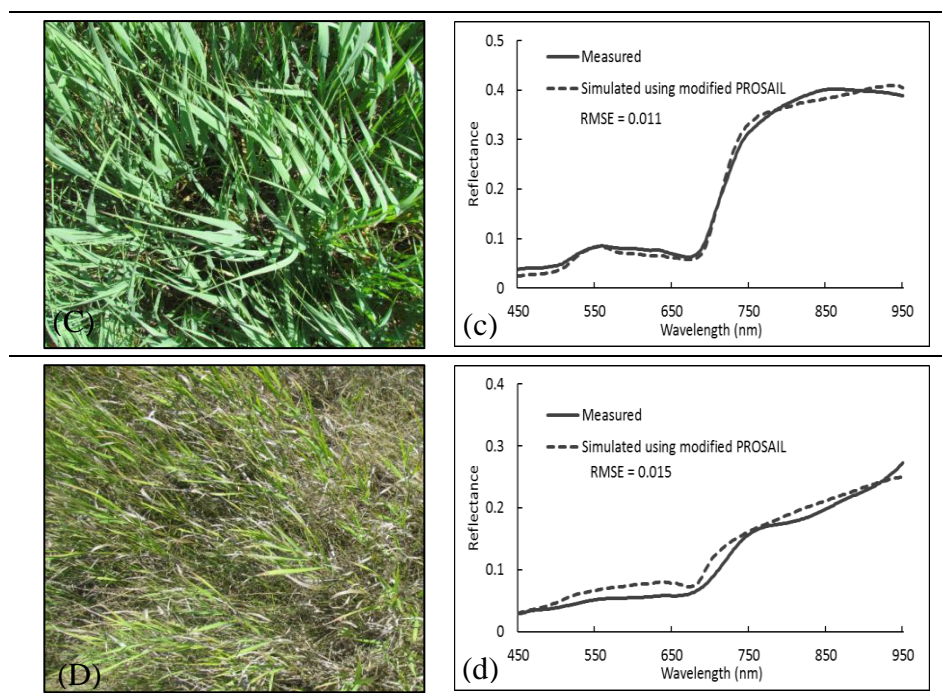 (C)
0.5
0.4
0.3
0.2
0.1
0
Reflectance
Measured
Simulated using modified PROSAIL
RMSE = 0.011
450 550 650 750 850 950
Wavelength (nm)
(c)
(D)
0.4
0.3
0.2
0.1
0
Reflectance
Measured
Simulated using modified PROSAIL
RMSE = 0.015
450 550 650 750 850 950
Wavelength (nm)
(d)